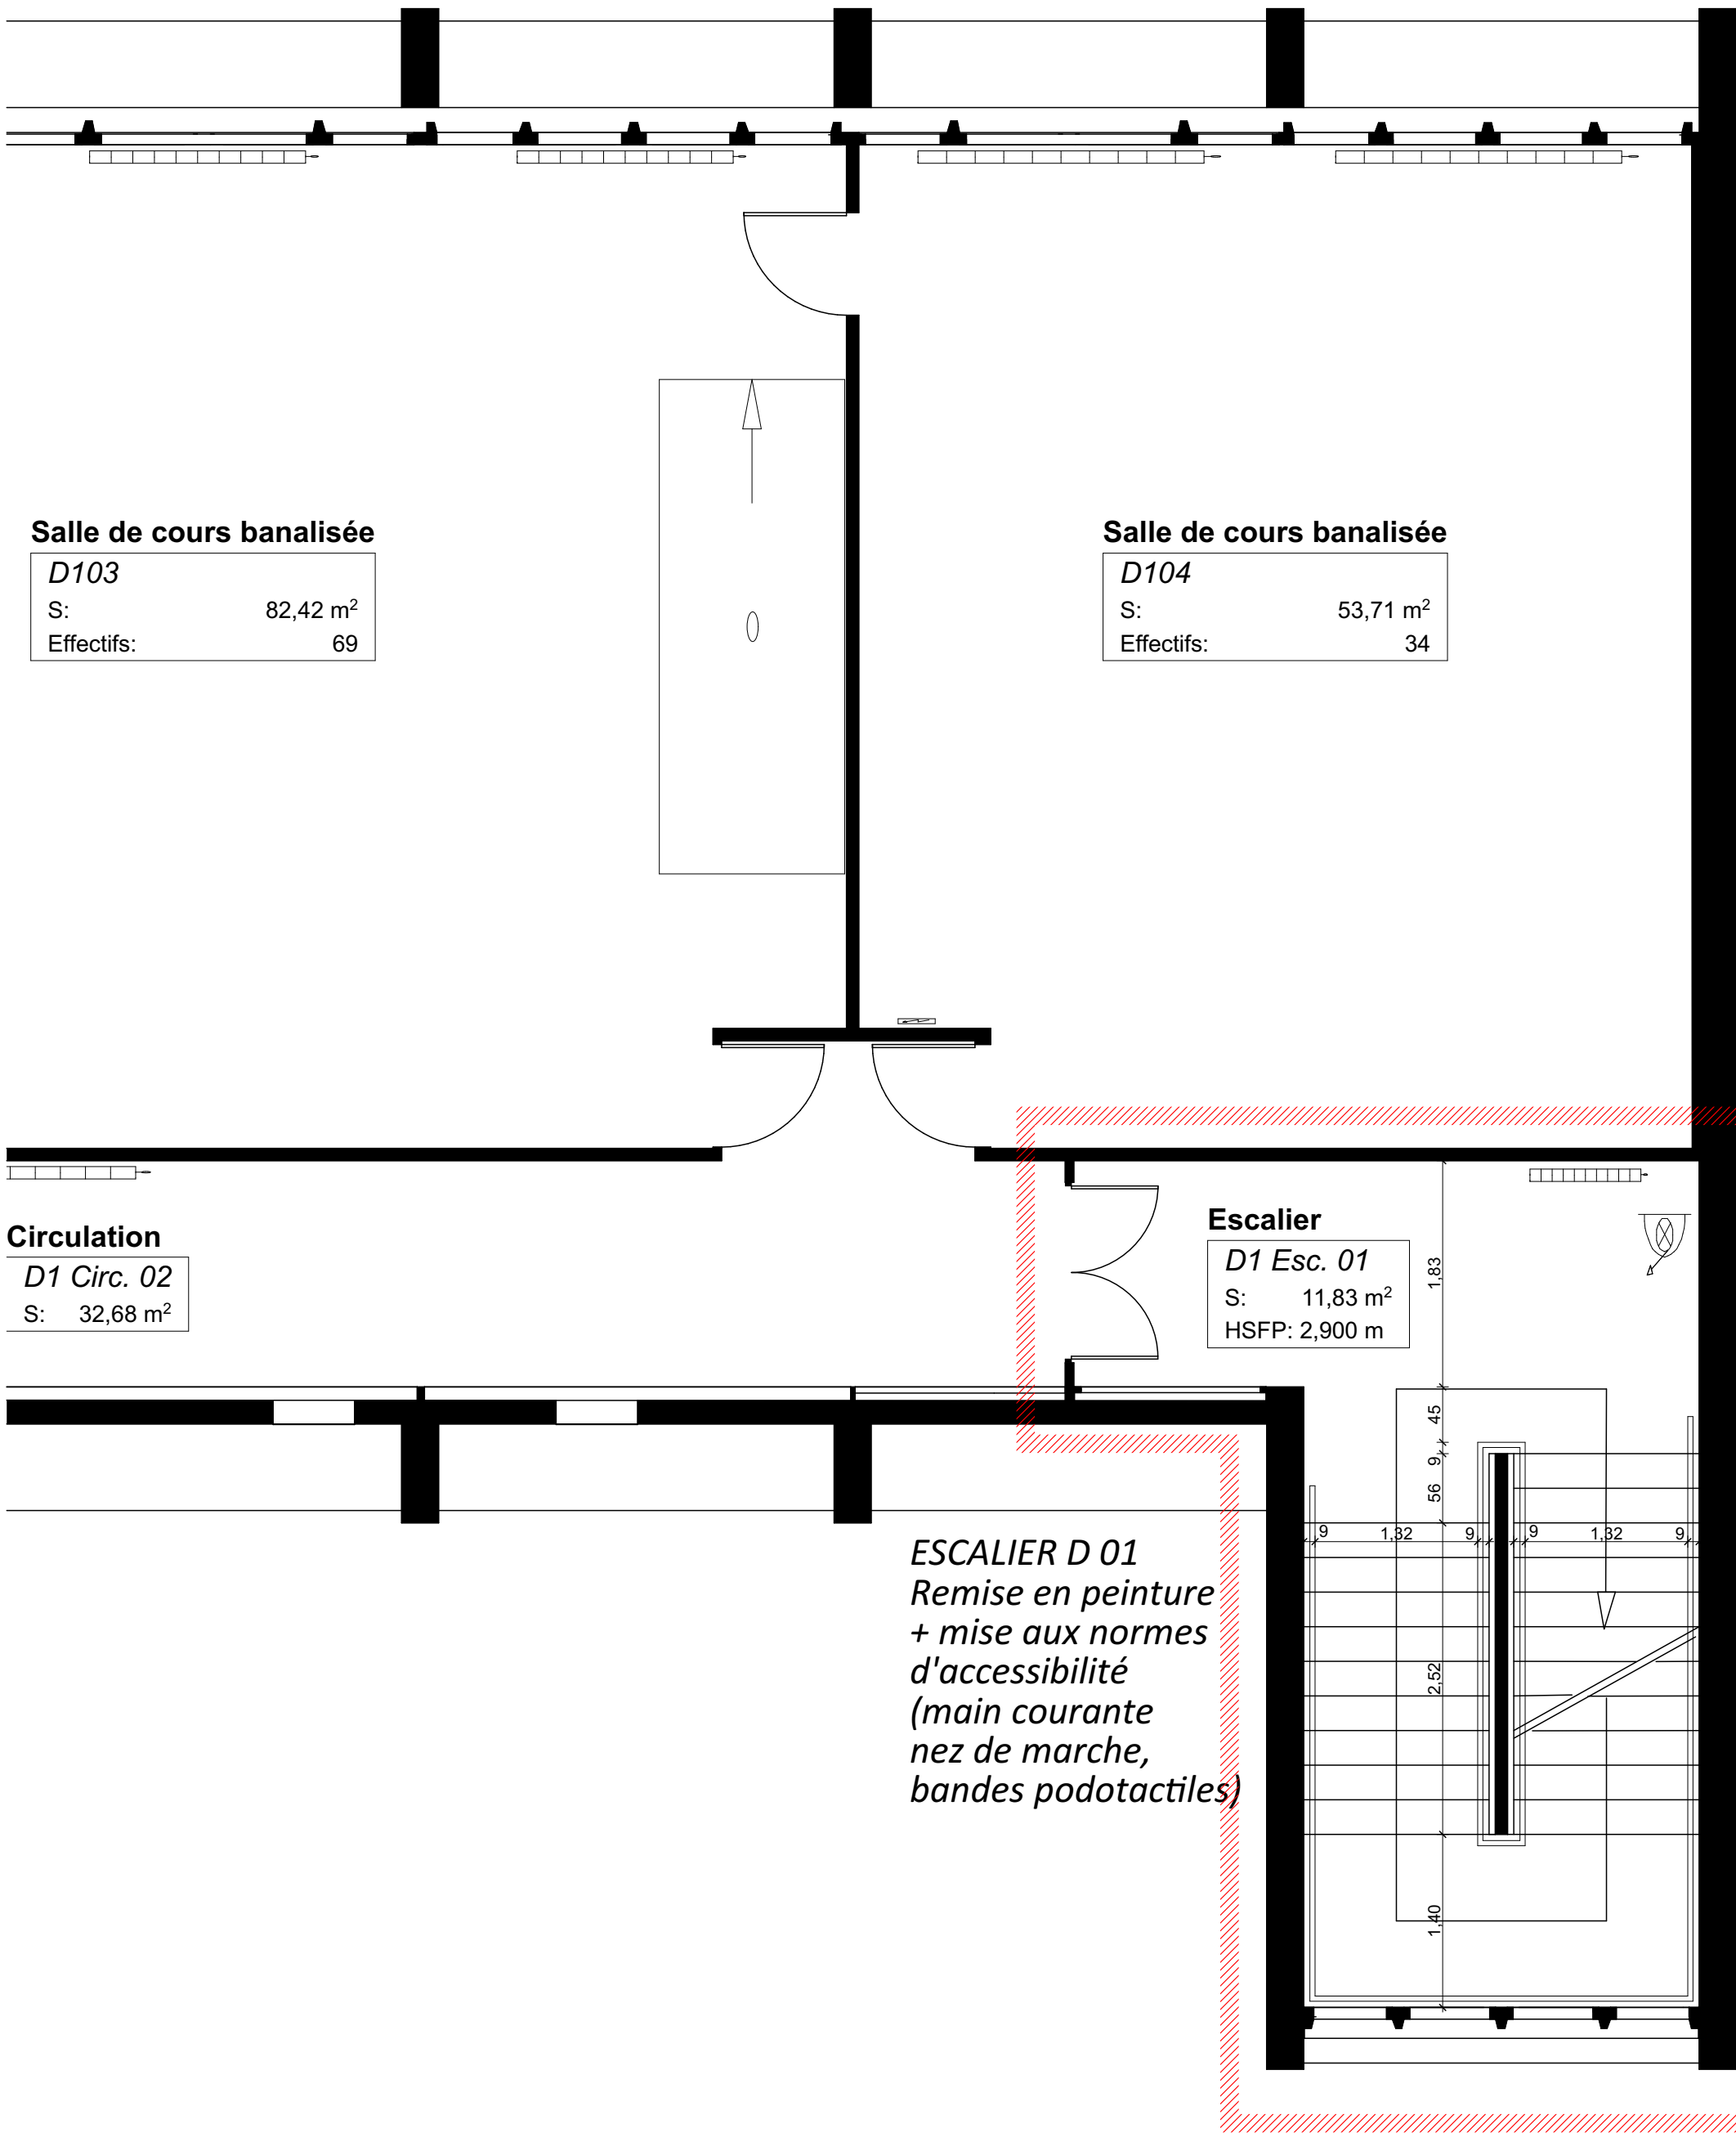 Salle de cours banalisée
D103
S: 82,42 m²
Effectifs: 69
Salle de cours banalisée
D104
S: 53,71 m²
Effectifs: 34
Circulation
D1 Circ. 02
S: 32,68 m²
Escalier
D1 Esc. 01
S: 11,83 m²
HSFP: 2,900 m
1,83
45
9
56
9 1,32 9 9 1,32 9
2,52
1,40
ESCALIER D 01
Remise en peinture
+ mise aux normes
d'accessibilité
(main courante
nez de marche,
bandes podotactiles)